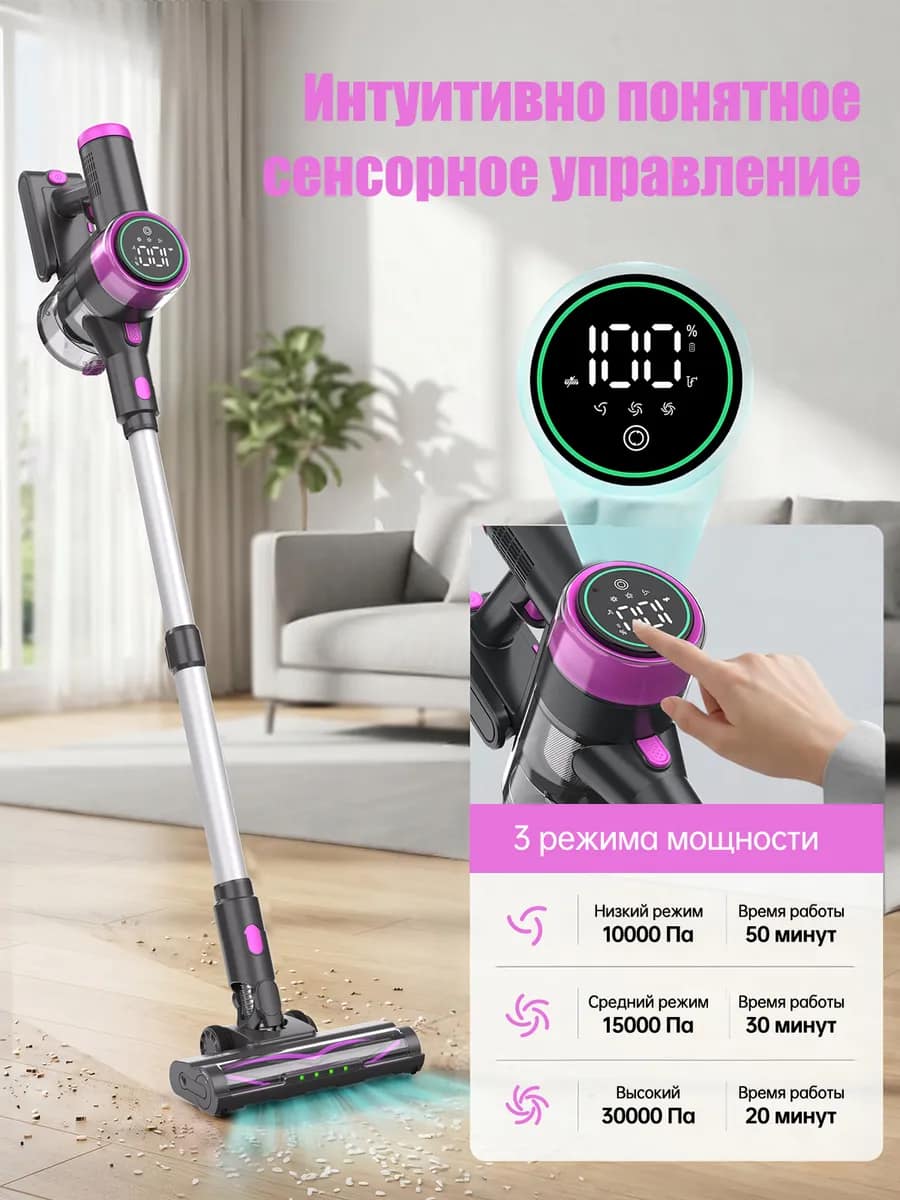 Интуитивно понятное
сенсорное управление
100 %
3 режима мощности
Низкий режим
10000 Па
Время работы
50 минут
Средний режим
15000 Па
Время работы
30 минут
Высокий
30000 Па
Время работы
20 минут